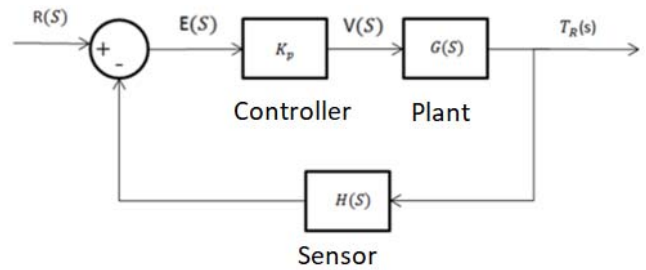 R(S)
E(S)
V(S)
T_R(s)
+
-
K_p
G(S)
Controller
Plant
H(S)
Sensor